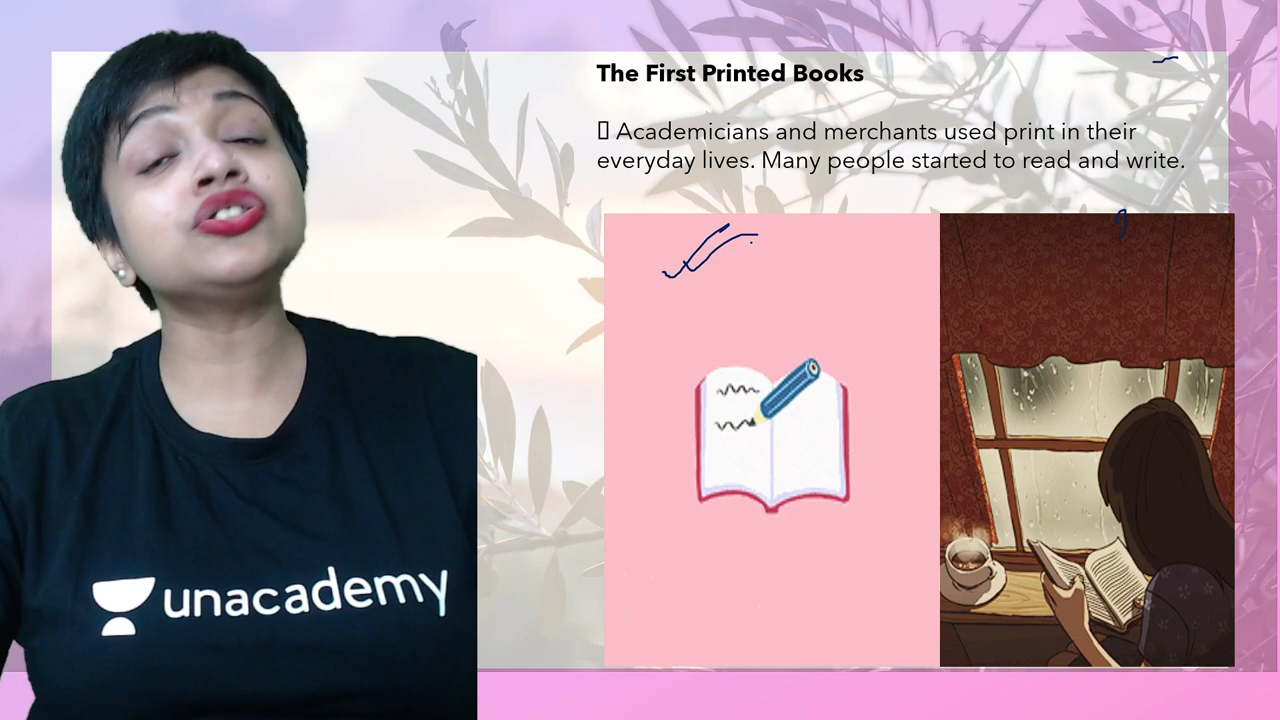 The First Printed Books
▯ Academicians and merchants used print in their
everyday lives. Many people started to read and write.
unacademy